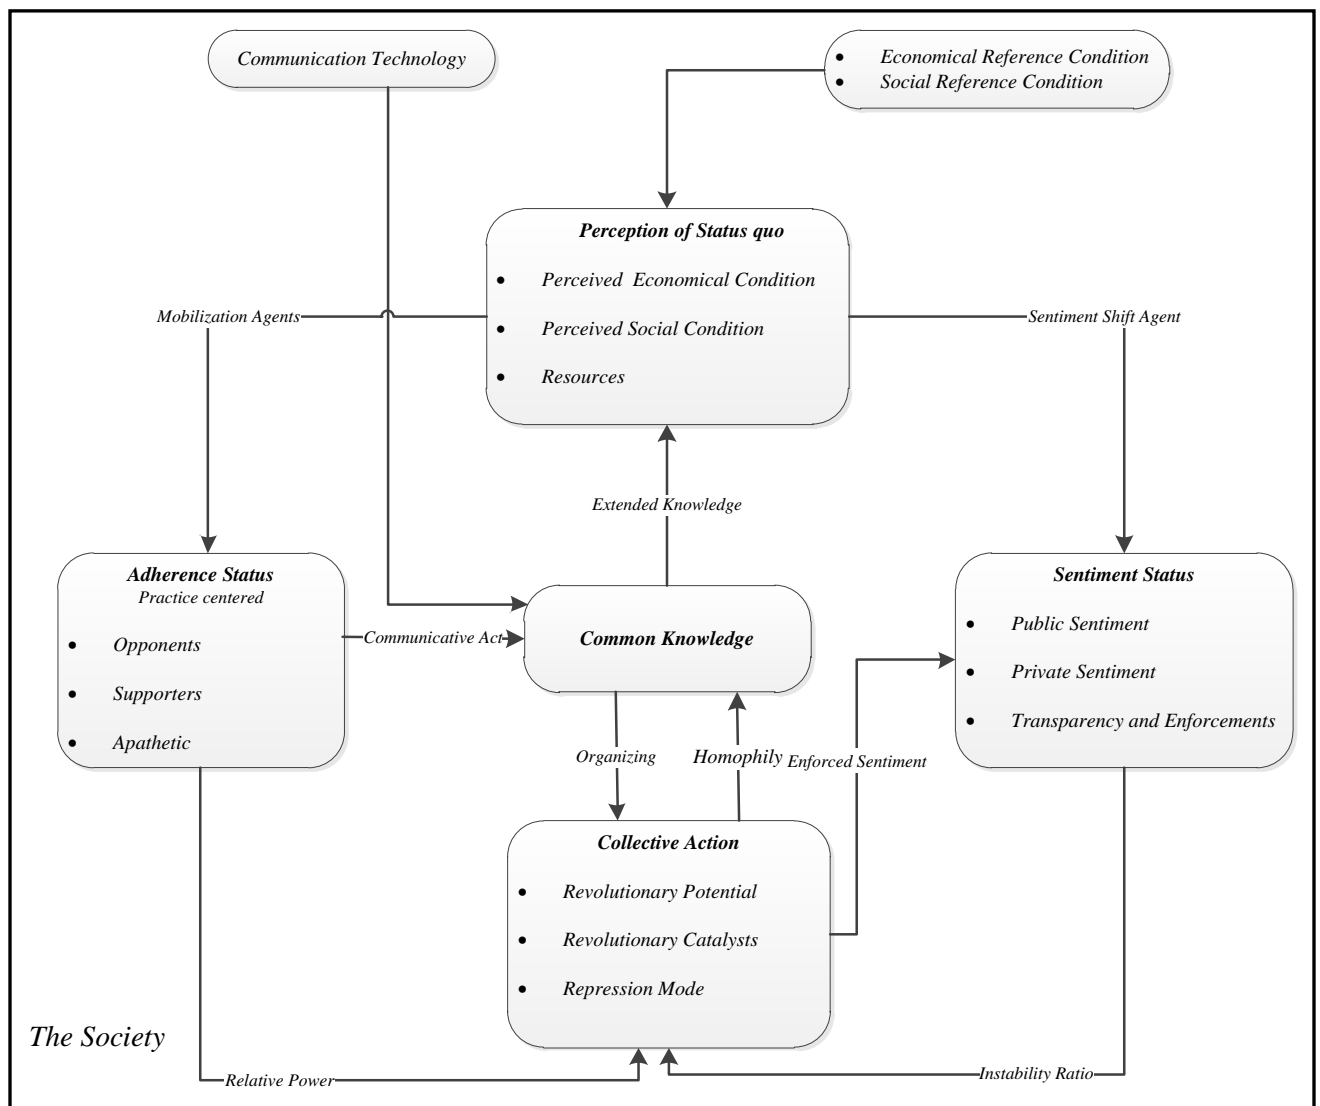 Communication Technology
• Economical Reference Condition
• Social Reference Condition
Perception of Status quo
• Perceived Economical Condition
• Perceived Social Condition
• Resources
Mobilization Agents
Sentiment Shift Agent
Extended Knowledge
Adherence Status
Practice centered
• Opponents
• Supporters
• Apathetic
Communicative Act
Common Knowledge
Sentiment Status
• Public Sentiment
• Private Sentiment
• Transparency and Enforcements
Organizing
Homophily
Enforced Sentiment
Collective Action
• Revolutionary Potential
• Revolutionary Catalysts
• Repression Mode
The Society
Relative Power
Instability Ratio